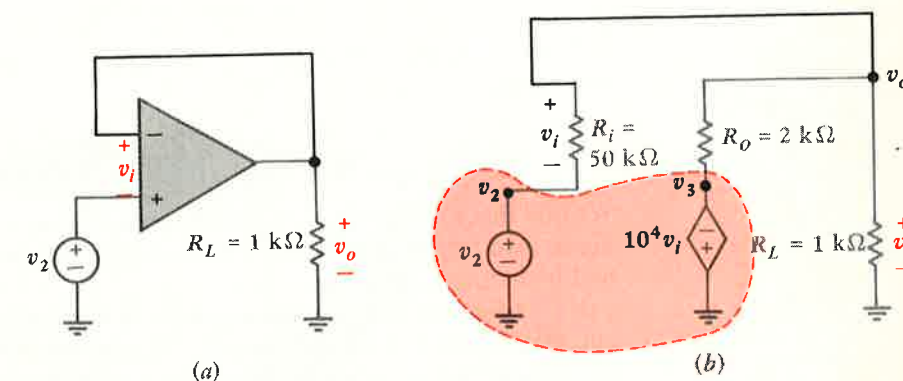 +
v_i
−
−
+
v_2
+
−
R_L = 1 kΩ
+
v_o
−
(a)
+
v_i
−
R_i =
50 kΩ
R_O = 2 kΩ
v_2
v_3
v_2
+
−
10^4 v_i
−
+
R_L = 1 kΩ
+
−
(b)